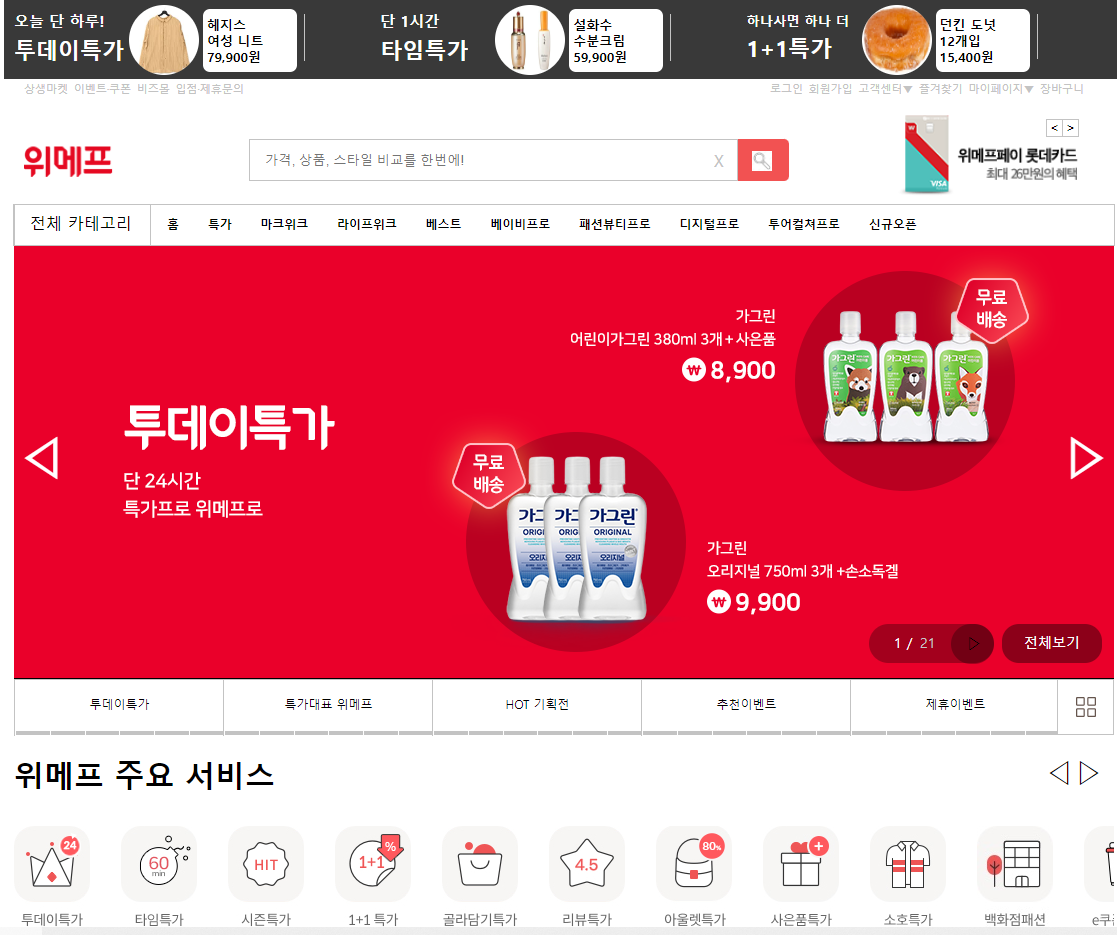 오늘 단 하루!
투데이특가
헤지스
여성 니트
79,900원
단 1시간
타임특가
설화수
수분크림
59,900원
하나사면 하나 더
1+1특가
던킨 도넛
12개입
15,400원
상생마켓 이벤트·쿠폰 비즈몰 입점·제휴문의
로그인 회원가입 고객센터▼ 즐겨찾기 마이페이지▼ 장바구니
위메프
가격, 상품, 스타일 비교를 한번에!
X
W
VISA
< >
위메프페이 롯데카드
최대 26만원의 혜택
전체 카테고리 홈 특가 마크위크 라이프위크 베스트 베이비프로 패션뷰티프로 디지털프로 투어컬쳐프로 신규오픈
가그린
어린이가그린 380ml 3개 + 사은품
₩ 8,900
무료
배송
가그린 가그린 가그린
투데이특가
단 24시간
특가프로 위메프로
무료
배송
가그린
ORIGINAL
오리지널
가그린
오리지널 750ml 3개 +손소독겔
₩ 9,900
1 / 21
전체보기
투데이특가 특가대표 위메프 HOT 기획전 추천이벤트 제휴이벤트
위메프 주요 서비스
24
60
min
HIT
1+1
%
4.5
80%
+
투데이특가 타임특가 시즌특가 1+1 특가 골라담기특가 리뷰특가 아울렛특가 사은품특가 소호특가 백화점패션